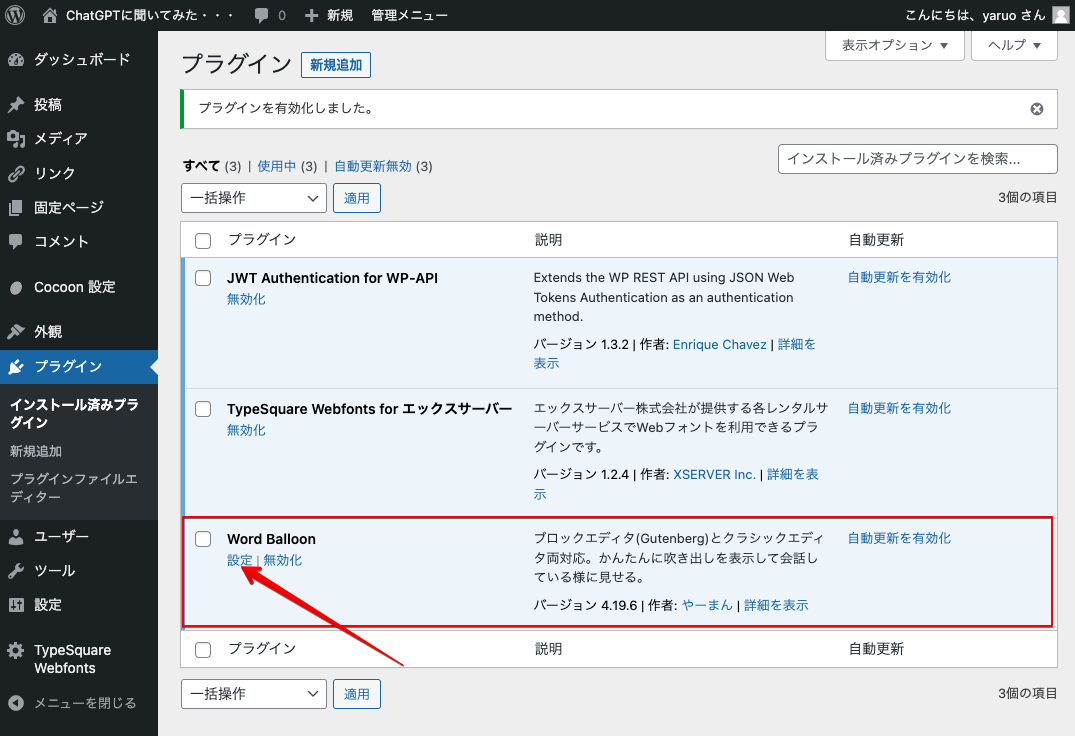 ChatGPTに聞いてみた・・・ 0 新規 管理メニュー こんにちは、yaruo さん
ダッシュボード
投稿
メディア
リンク
固定ページ
コメント
Cocoon 設定
外観
プラグイン
インストール済みプラ
グイン
新規追加
プラグインファイルエ
ディター
ユーザー
ツール
設定
TypeSquare
Webfonts
メニューを閉じる
表示オプション ▼ ヘルプ ▼
プラグイン 新規追加
プラグインを有効化しました。
すべて (3) | 使用中 (3) | 自動更新無効 (3)
インストール済みプラグインを検索...
一括操作 適用
3個の項目
プラグイン 説明 自動更新
JWT Authentication for WP-API
無効化
Extends the WP REST API using JSON Web
Tokens Authentication as an authentication
method.
バージョン 1.3.2 | 作者: Enrique Chavez | 詳細を
表示
自動更新を有効化
TypeSquare Webfonts for エックスサーバー
無効化
エックスサーバー株式会社が提供する各レンタルサ
ーバーサービスでWebフォントを利用できるプラ
グインです。
バージョン 1.2.4 | 作者: XSERVER Inc. | 詳細を表
示
自動更新を有効化
Word Balloon
設定 | 無効化
ブロックエディタ(Gutenberg)とクラシックエディ
タ両対応。かんたんに吹き出しを表示して会話し
ている様に見せる。
バージョン 4.19.6 | 作者: やーまん | 詳細を表示
自動更新を有効化
プラグイン 説明 自動更新
一括操作 適用
3個の項目